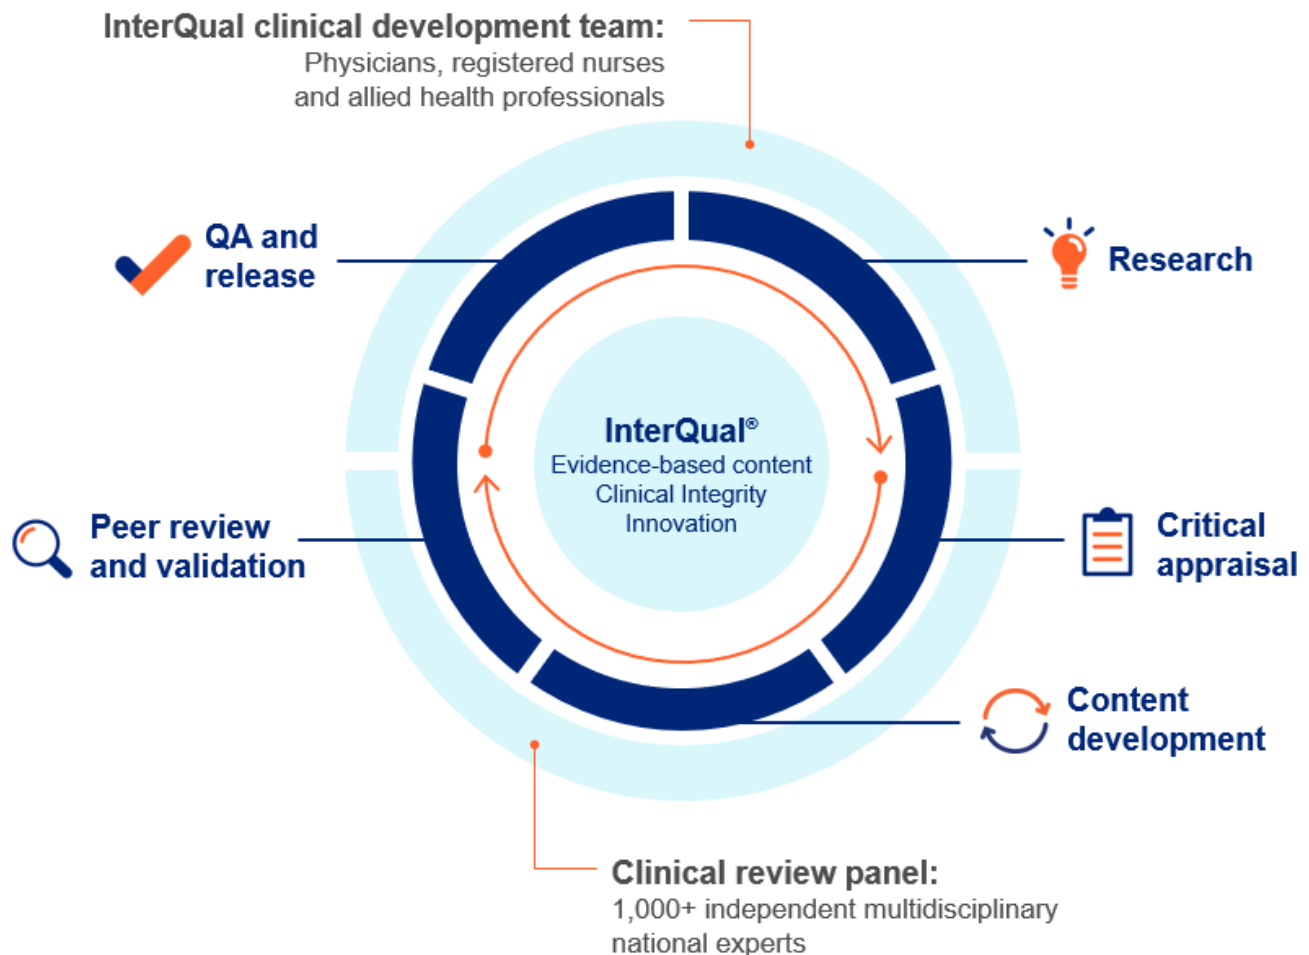 InterQual clinical development team:
Physicians, registered nurses
and allied health professionals
QA and
release
Research
InterQual®
Evidence-based content
Clinical Integrity
Innovation
Peer review
and validation
Critical
appraisal
Content
development
Clinical review panel:
1,000+ independent multidisciplinary
national experts